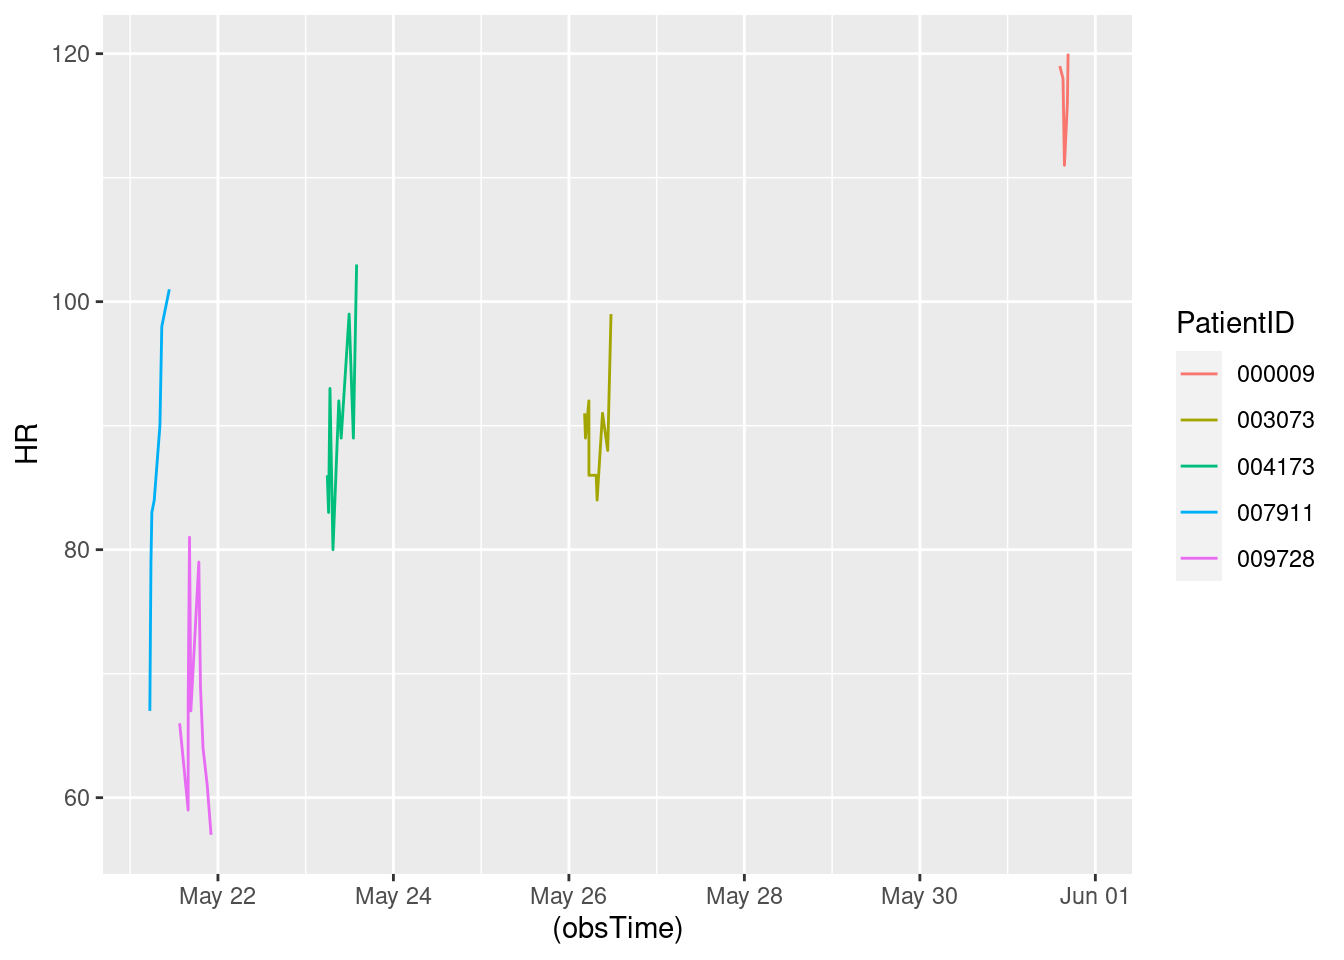 120
100
80
60
HR
May 22
May 24
May 26
May 28
May 30
Jun 01
(obsTime)
PatientID
000009
003073
004173
007911
009728